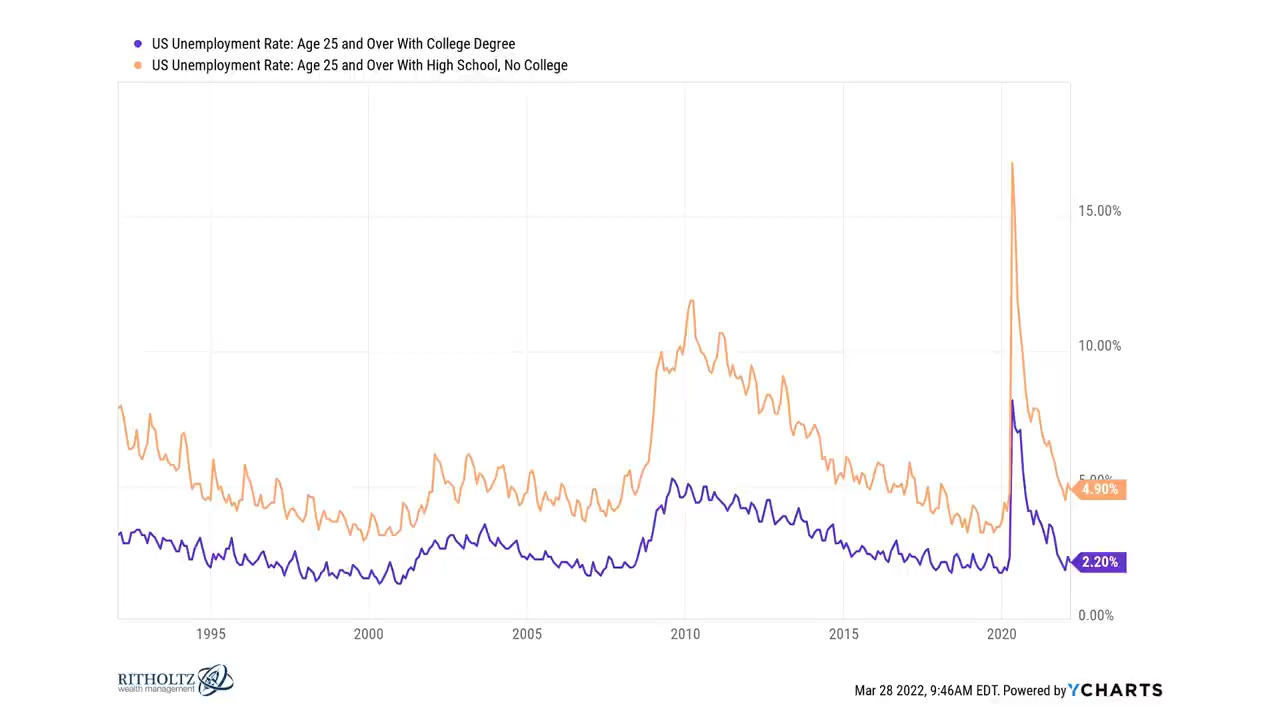 US Unemployment Rate: Age 25 and Over With College Degree
US Unemployment Rate: Age 25 and Over With High School, No College
15.00%
10.00%
5.00%
4.90%
2.20%
0.00%
1995 2000 2005 2010 2015 2020
RITHOLTZ
wealth management
Mar 28 2022, 9:46AM EDT. Powered by YCHARTS